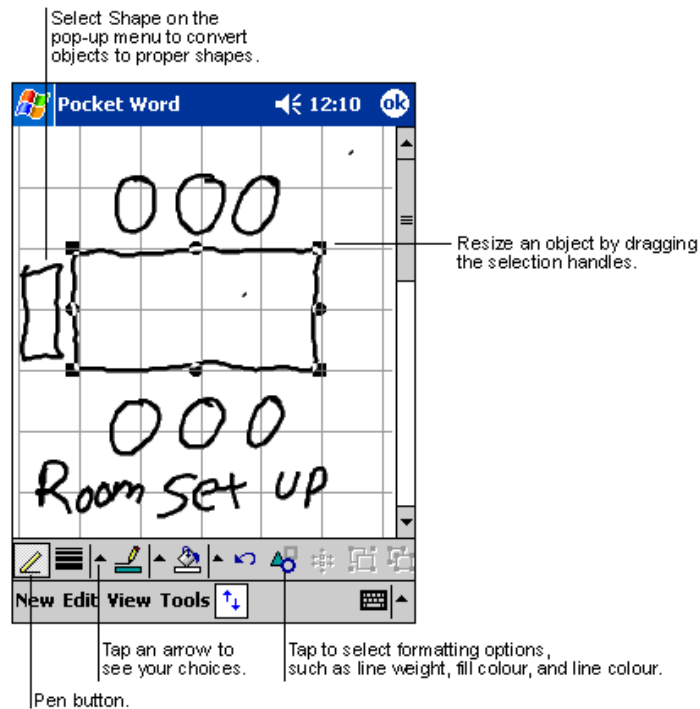 Select Shape on the
pop-up menu to convert
objects to proper shapes.
Pocket Word
12:10
ok
Resize an object by dragging
the selection handles.
Room set up
New Edit View Tools
Tap an arrow to
see your choices.
Tap to select formatting options,
such as line weight, fill colour, and line colour.
Pen button.